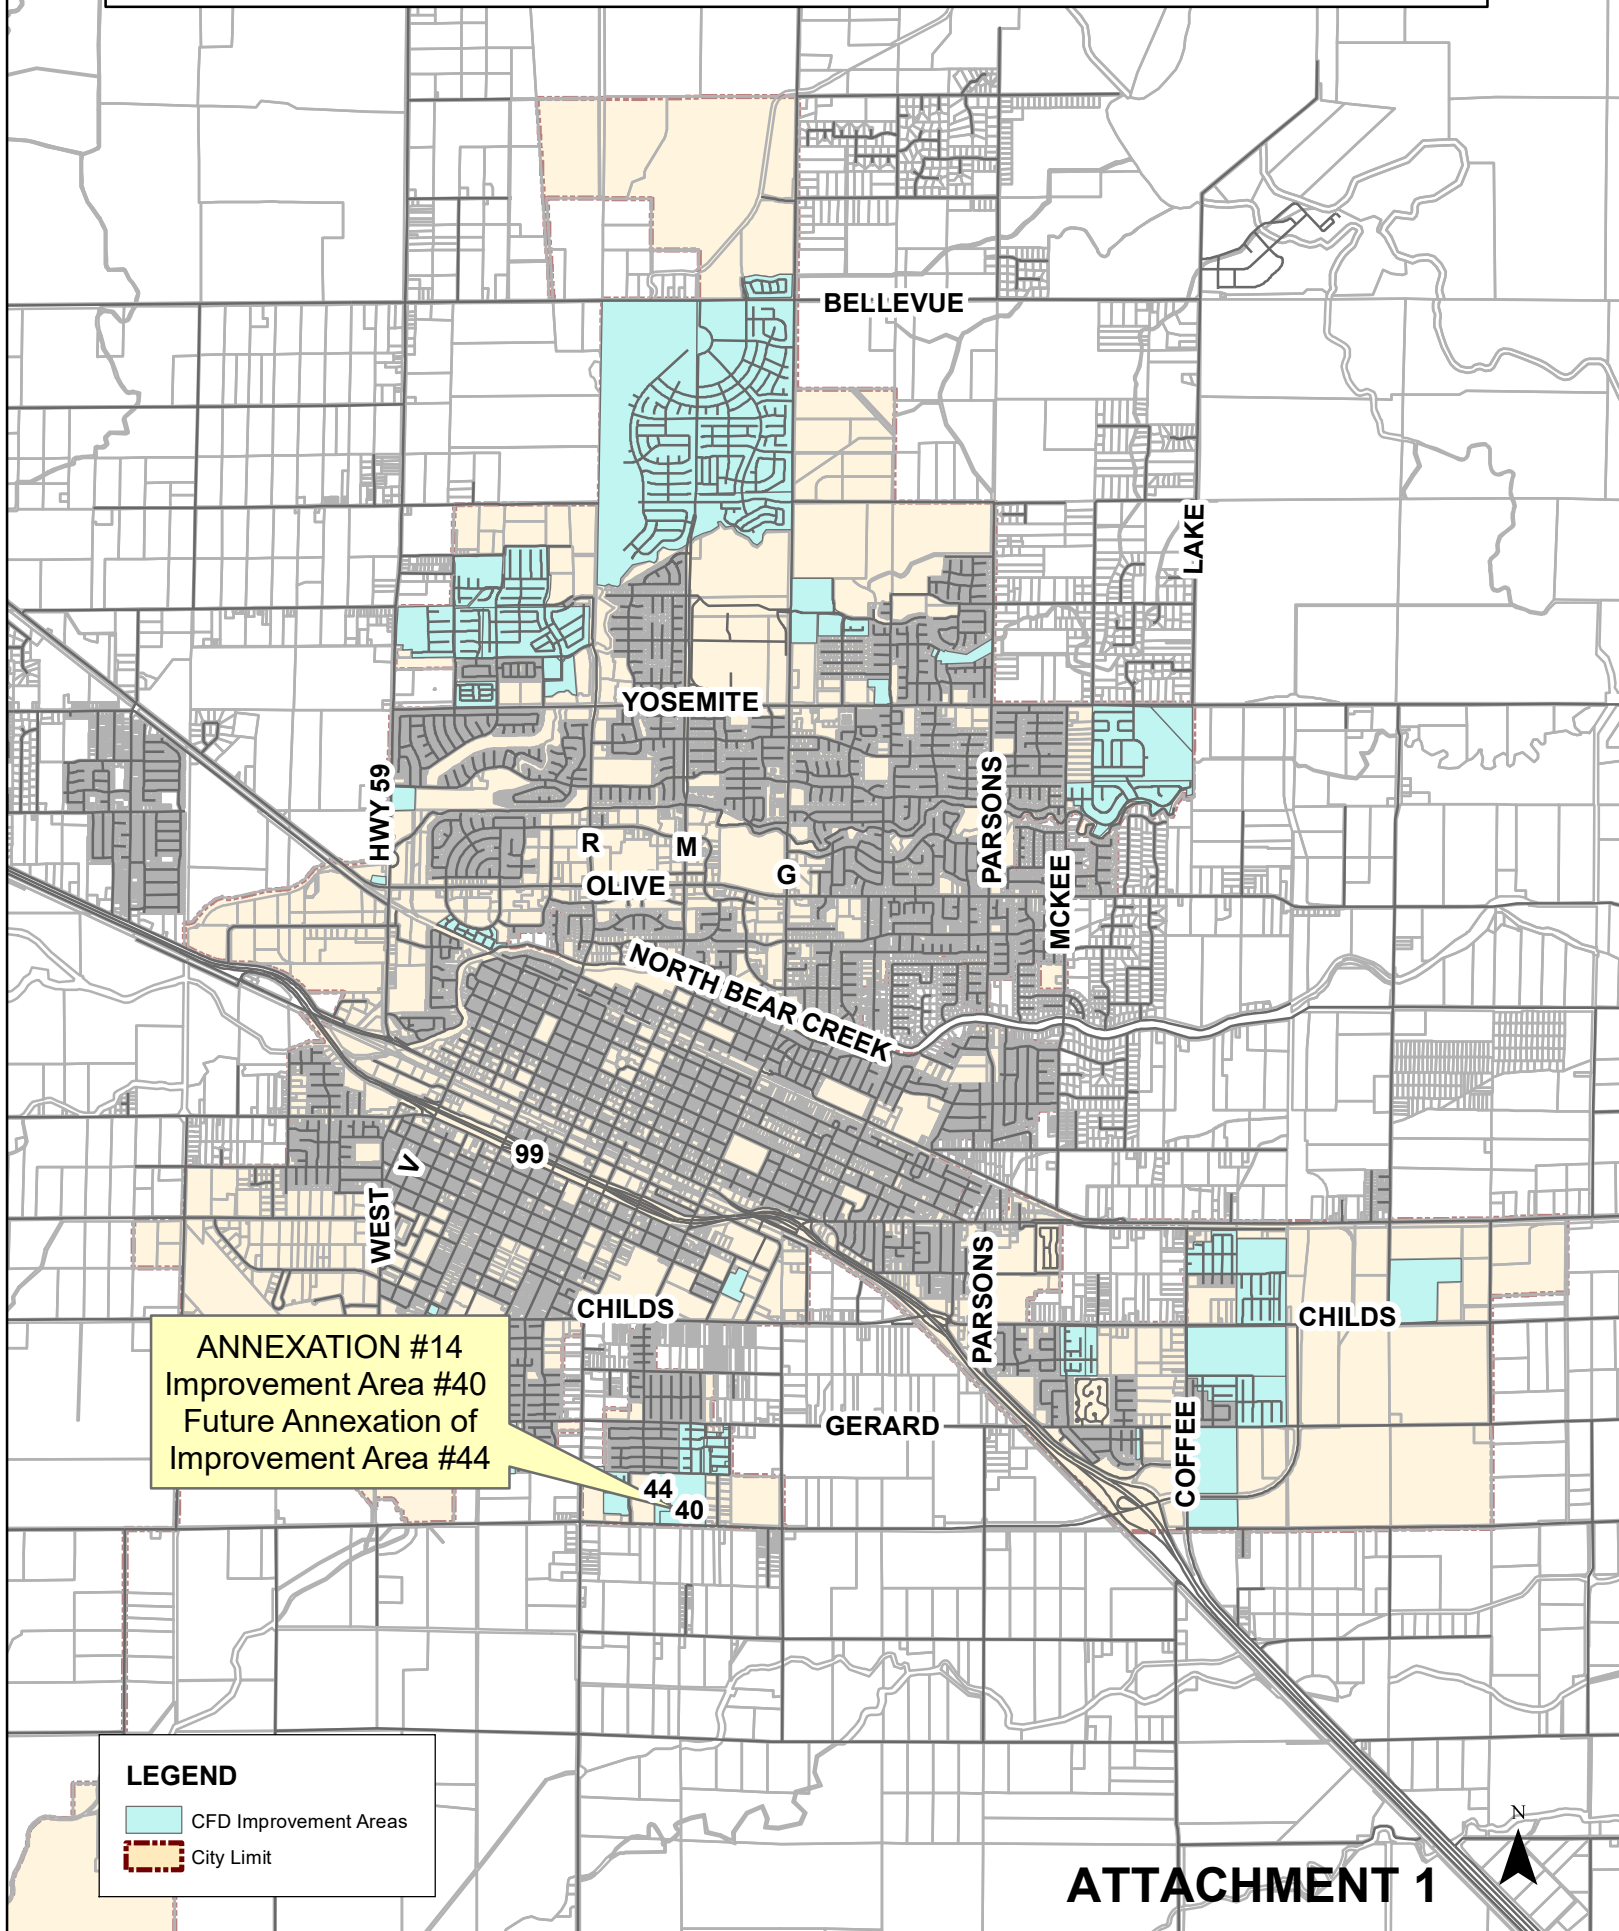 BELLEVUE
LAKE
YOSEMITE
HWY 59
PARSONS
R
M
G
OLIVE
MCKEE
NORTH BEAR CREEK
99
V
WEST
PARSONS
CHILDS
CHILDS
ANNEXATION #14
Improvement Area #40
Future Annexation of
Improvement Area #44
GERARD
COFFEE
44
40
LEGEND
CFD Improvement Areas
City Limit
N
ATTACHMENT 1